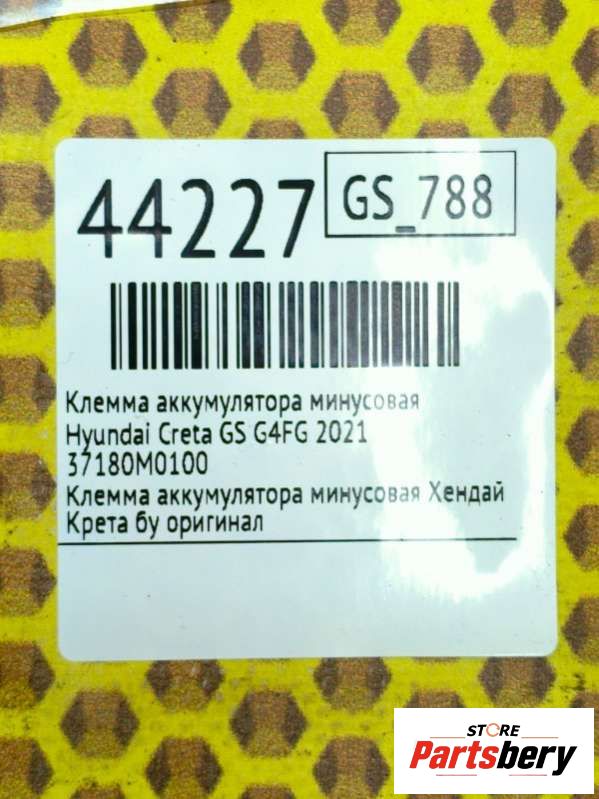 44227
GS_788
Клемма аккумулятора минусовая
Hyundai Creta GS G4FG 2021
37180M0100
Клемма аккумулятора минусовая Хендай
Крета бу оригинал
STORE
Partsbery